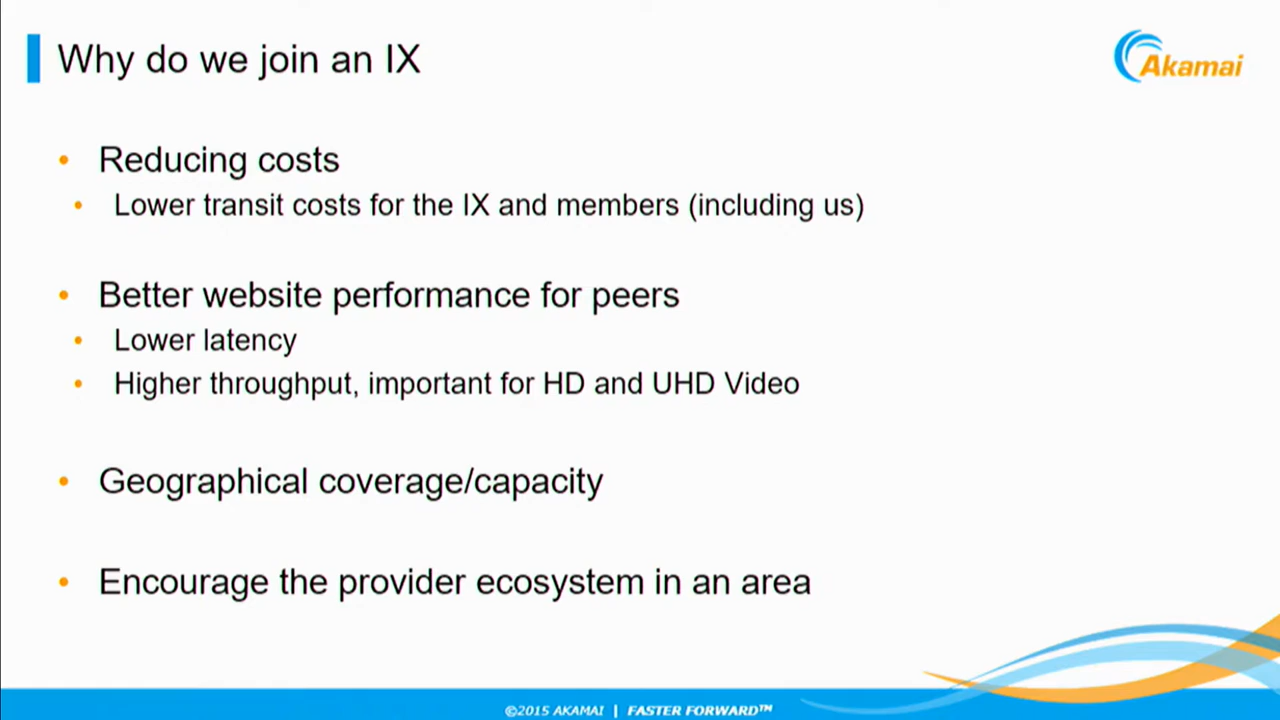 Why do we join an IX
Akamai
• Reducing costs
• Lower transit costs for the IX and members (including us)
• Better website performance for peers
• Lower latency
• Higher throughput, important for HD and UHD Video
• Geographical coverage/capacity
• Encourage the provider ecosystem in an area
©2015 AKAMAI | FASTER FORWARD™